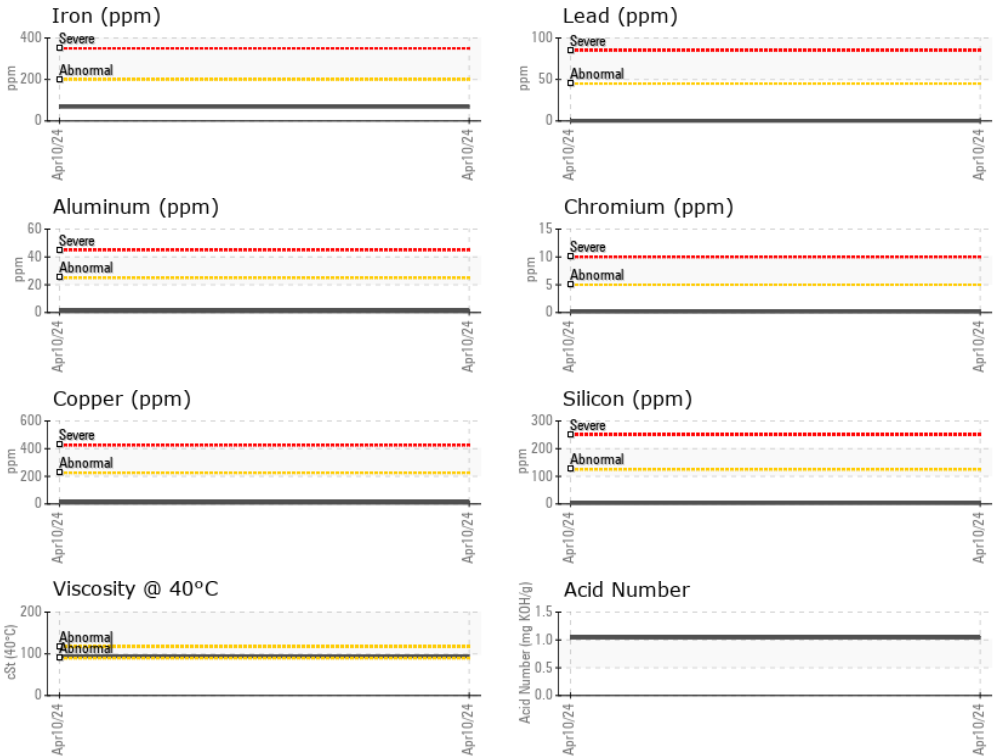 Iron (ppm)
400
200
0
ppm
Severe
Abnormal
Apr10/24
Apr10/24
Lead (ppm)
100
50
0
ppm
Severe
Abnormal
Apr10/24
Apr10/24
Aluminum (ppm)
60
40
20
0
ppm
Severe
Abnormal
Apr10/24
Apr10/24
Chromium (ppm)
15
10
5
0
ppm
Severe
Abnormal
Apr10/24
Apr10/24
Copper (ppm)
600
400
200
0
ppm
Severe
Abnormal
Apr10/24
Apr10/24
Silicon (ppm)
300
200
100
0
ppm
Severe
Abnormal
Apr10/24
Apr10/24
Viscosity @ 40°C
200
100
0
cSt (40°C)
Abnormal
Abnormal
Apr10/24
Apr10/24
Acid Number
1.5
1.0
0.5
0.0
Acid Number (mg KOH/g)
Apr10/24
Apr10/24